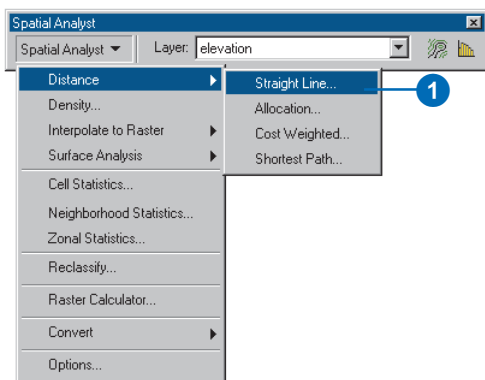 Spatial Analyst
Spatial Analyst Layer: elevation
Distance
Density...
Interpolate to Raster
Surface Analysis
Cell Statistics...
Neighborhood Statistics...
Zonal Statistics...
Reclassify...
Raster Calculator...
Convert
Options...
Straight Line...
Allocation...
Cost Weighted...
Shortest Path...
1